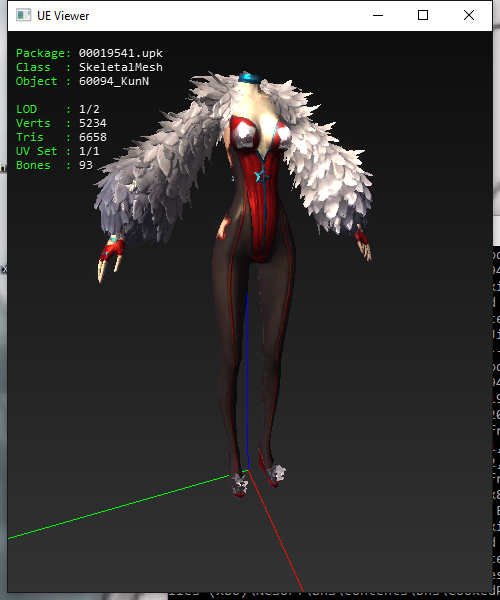 UE Viewer
Package: 00019541.upk
Class : SkeletalMesh
Object : 60094_KunN
LOD : 1/2
Verts : 5234
Tris : 6658
UV Set : 1/1
Bones : 93